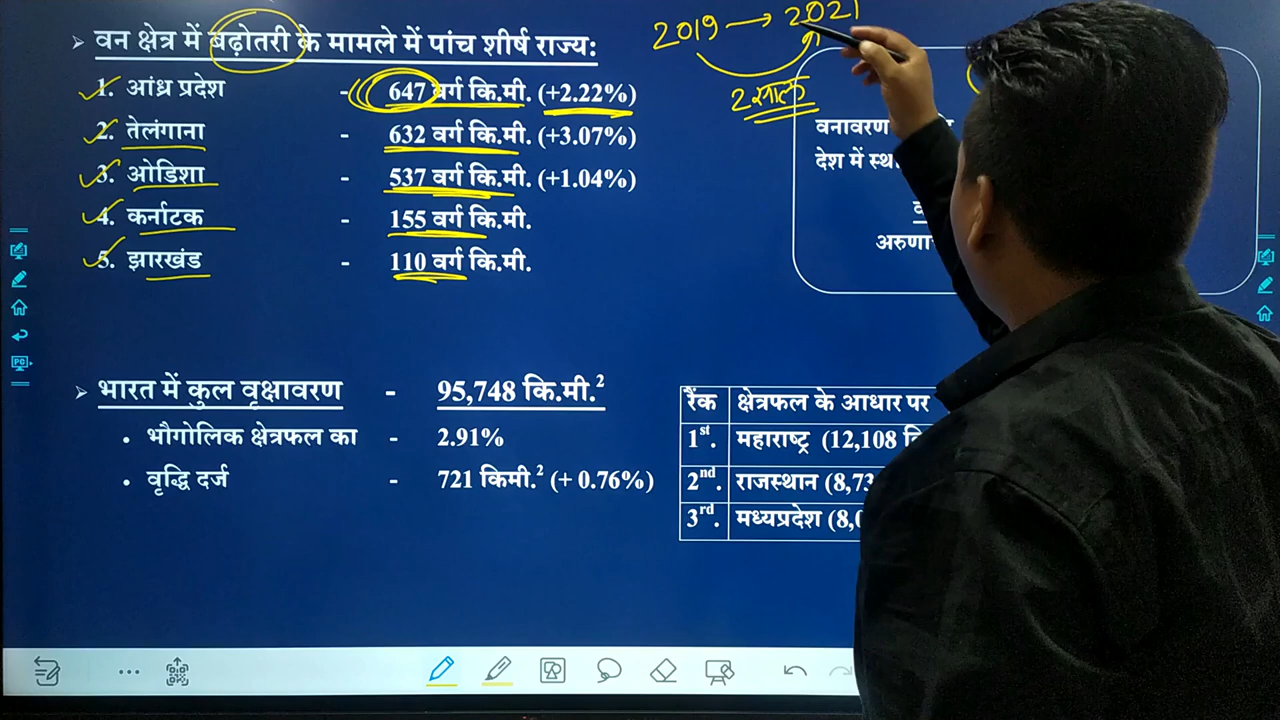 2019 → 2021
2 साल
➢ वन क्षेत्र में बढ़ोतरी के मामले में पांच शीर्ष राज्य:
1. आंध्र प्रदेश - 647 वर्ग कि.मी. (+2.22%)
2. तेलंगाना - 632 वर्ग कि.मी. (+3.07%)
3. ओडिशा - 537 वर्ग कि.मी. (+1.04%)
4. कर्नाटक - 155 वर्ग कि.मी.
5. झारखंड - 110 वर्ग कि.मी.
वनावरण
देश में
➢ भारत में कुल वृक्षावरण - 95,748 कि.मी.²
• भौगोलिक क्षेत्रफल का - 2.91%
• वृद्धि दर्ज - 721 किमी.² (+ 0.76%)
रैंक क्षेत्रफल के आधार पर
1st. महाराष्ट्र (12,108
2nd. राजस्थान (8,73
3rd. मध्यप्रदेश (8,0
PC